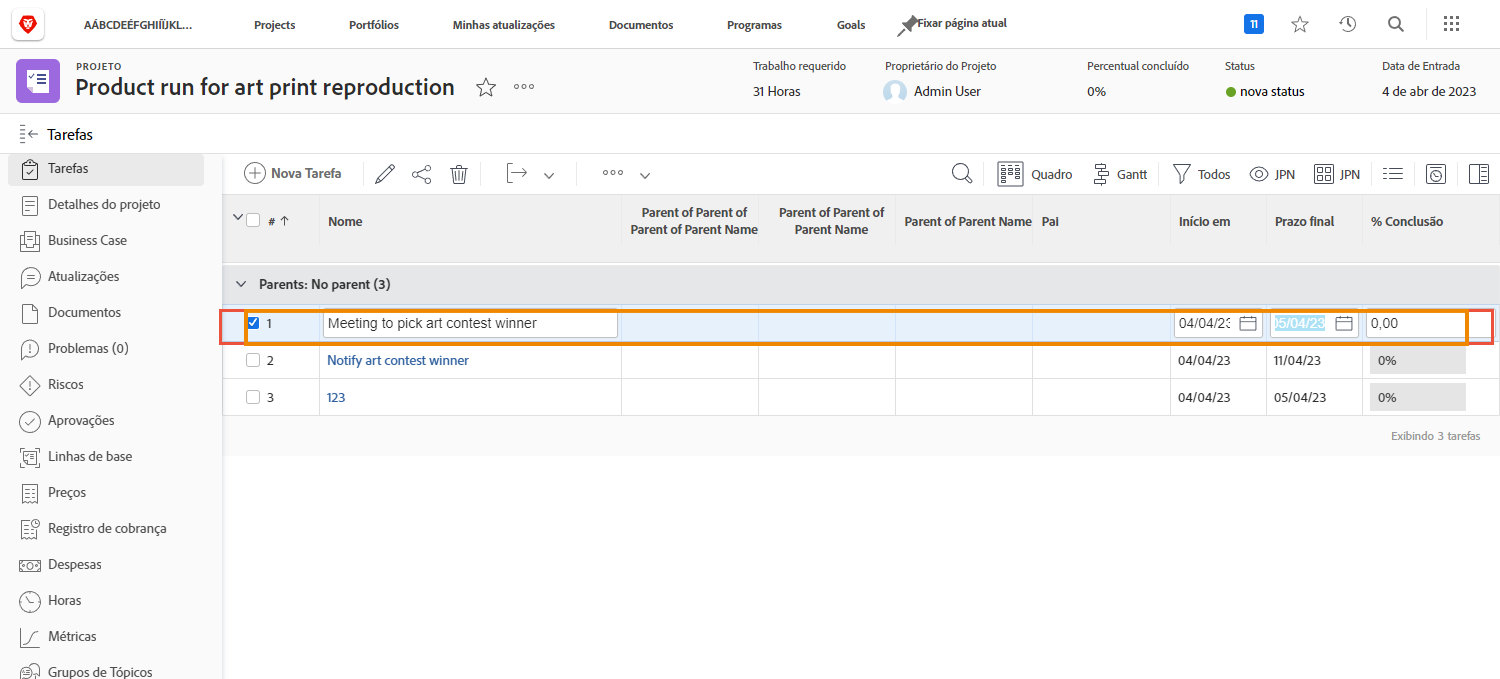 AÁBCDEÉFGHIÍÏJKL...
Projects
Portfólios
Minhas atualizações
Documentos
Programas
Goals
Fixar página atual
11
PROJETO
Product run for art print reproduction
Trabalho requerido
31 Horas
Proprietário do Projeto
Admin User
Percentual concluído
0%
Status
nova status
Data de Entrada
4 de abr de 2023
Tarefas
Tarefas
Detalhes do projeto
Business Case
Atualizações
Documentos
Problemas (0)
Riscos
Aprovações
Linhas de base
Preços
Registro de cobrança
Despesas
Horas
Métricas
Grupos de Tópicos
Nova Tarefa
Quadro
Gantt
Todos
JPN
JPN
#
Nome
Parent of Parent of
Parent of Parent Name
Parent of Parent of
Parent Name
Parent of Parent Name
Pai
Início em
Prazo final
% Conclusão
Parents: No parent (3)
1 Meeting to pick art contest winner 04/04/23 05/04/23 0,00
2 Notify art contest winner 04/04/23 11/04/23 0%
3 123 04/04/23 05/04/23 0%
Exibindo 3 tarefas